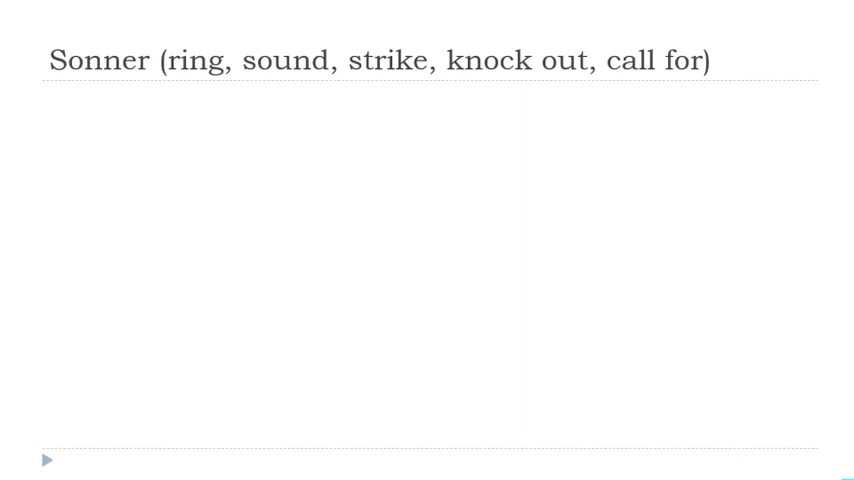 Sonner (ring, sound, strike, knock out, call for)